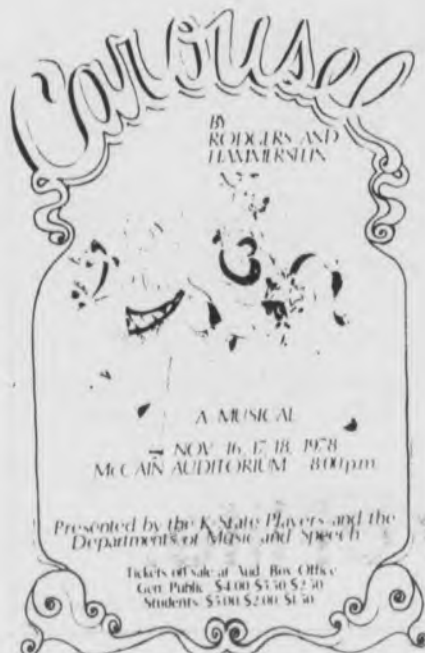 Carousel
BY
RODGERS AND
HAMMERSTEIN
A MUSICAL
NOV. 16, 17, 18, 1978
McCAIN AUDITORIUM 8:00 p.m.
Presented by the K-State Players and the
Departments of Music and Speech
Tickets on sale at Aud. Box Office
Gen. Public $4.00 $3.50 $2.50
Students $3.00 $2.00 $1.50